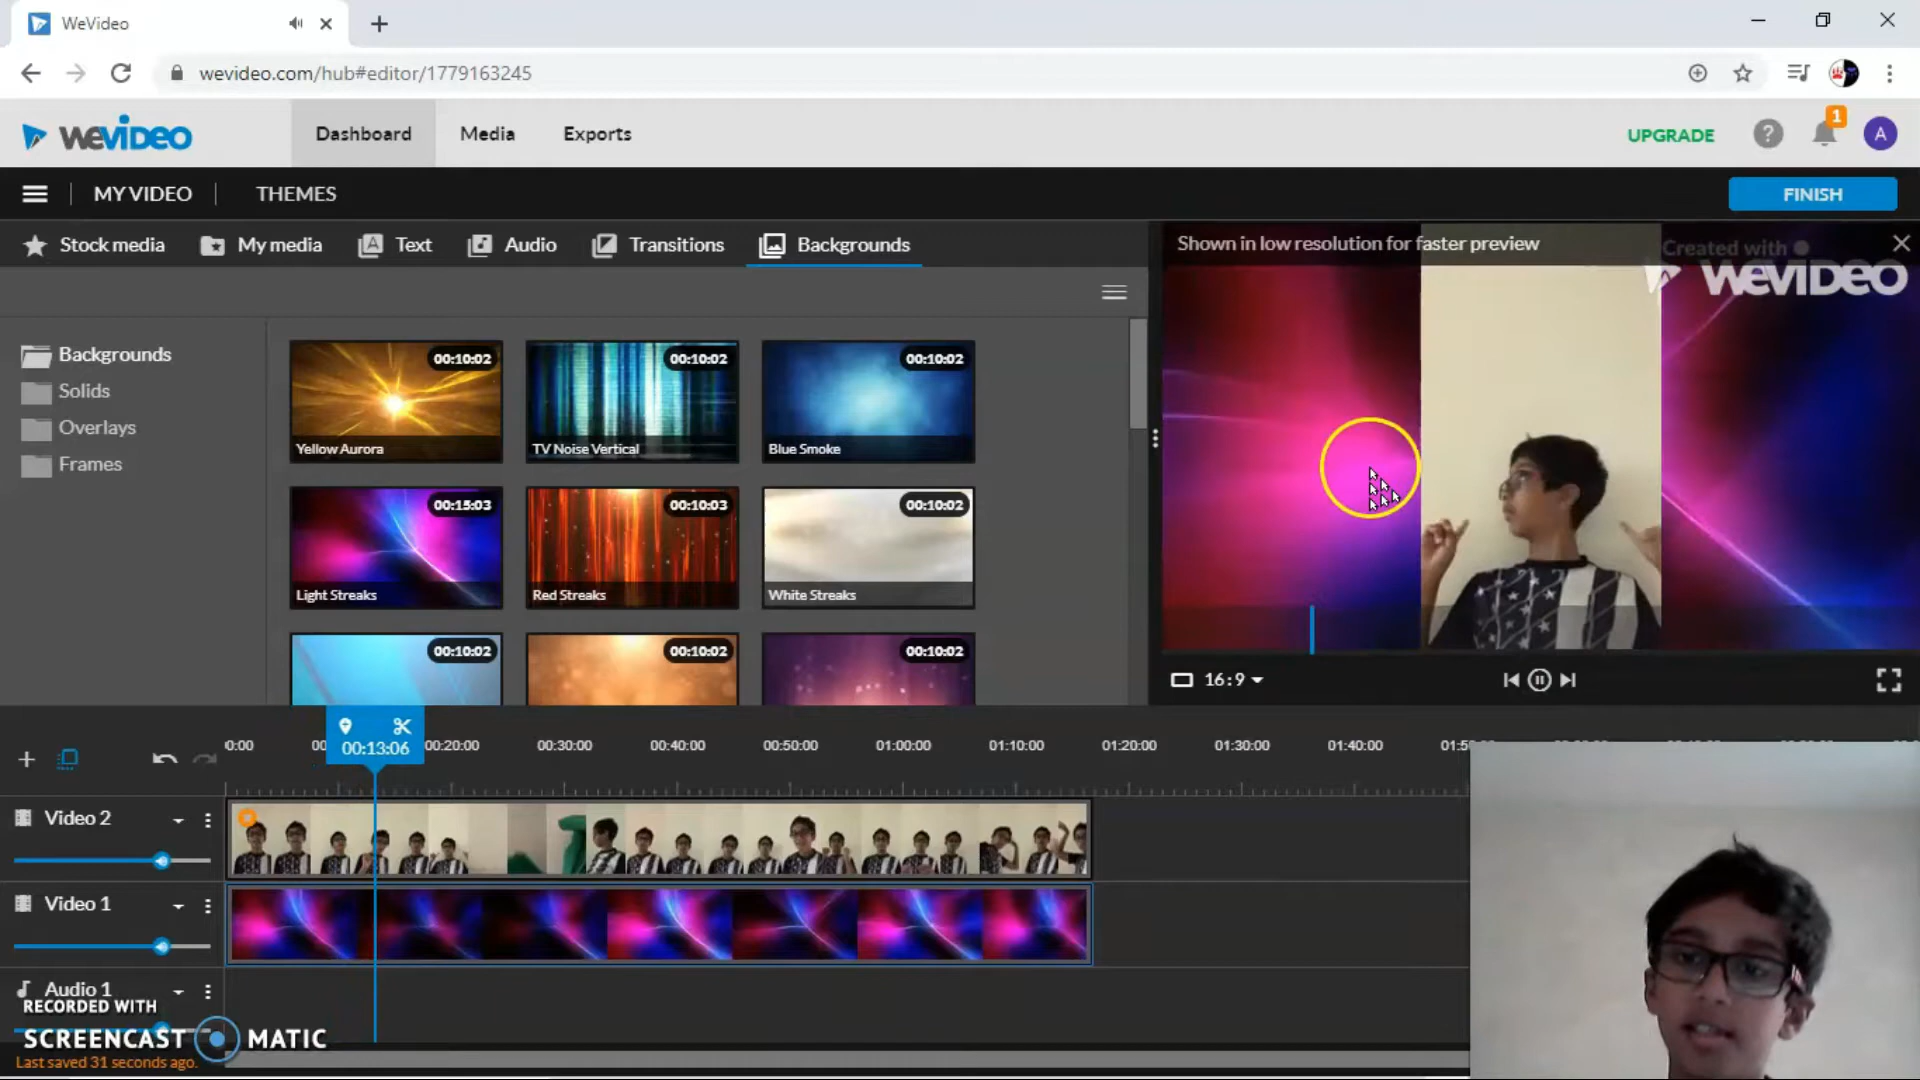 WeVideo
wevideo.com/hub#editor/1779163245
WEVIDEO
Dashboard
Media
Exports
UPGRADE
?
1
A
MY VIDEO
THEMES
FINISH
Stock media
My media
Text
Audio
Transitions
Backgrounds
Shown in low resolution for faster preview
Created with
WEVIDEO
Backgrounds
Solids
Overlays
Frames
00:10:02
Yellow Aurora
00:10:02
TV Noise Vertical
00:10:02
Blue Smoke
00:15:03
Light Streaks
00:10:03
Red Streaks
00:10:02
White Streaks
00:10:02
00:10:02
00:10:02
16:9
00:13:06
0:00
00:20:00
00:30:00
00:40:00
00:50:00
01:00:00
01:10:00
01:20:00
01:30:00
01:40:00
Video 2
Video 1
Audio 1
RECORDED WITH
SCREENCAST MATIC
Last saved 31 seconds ago.